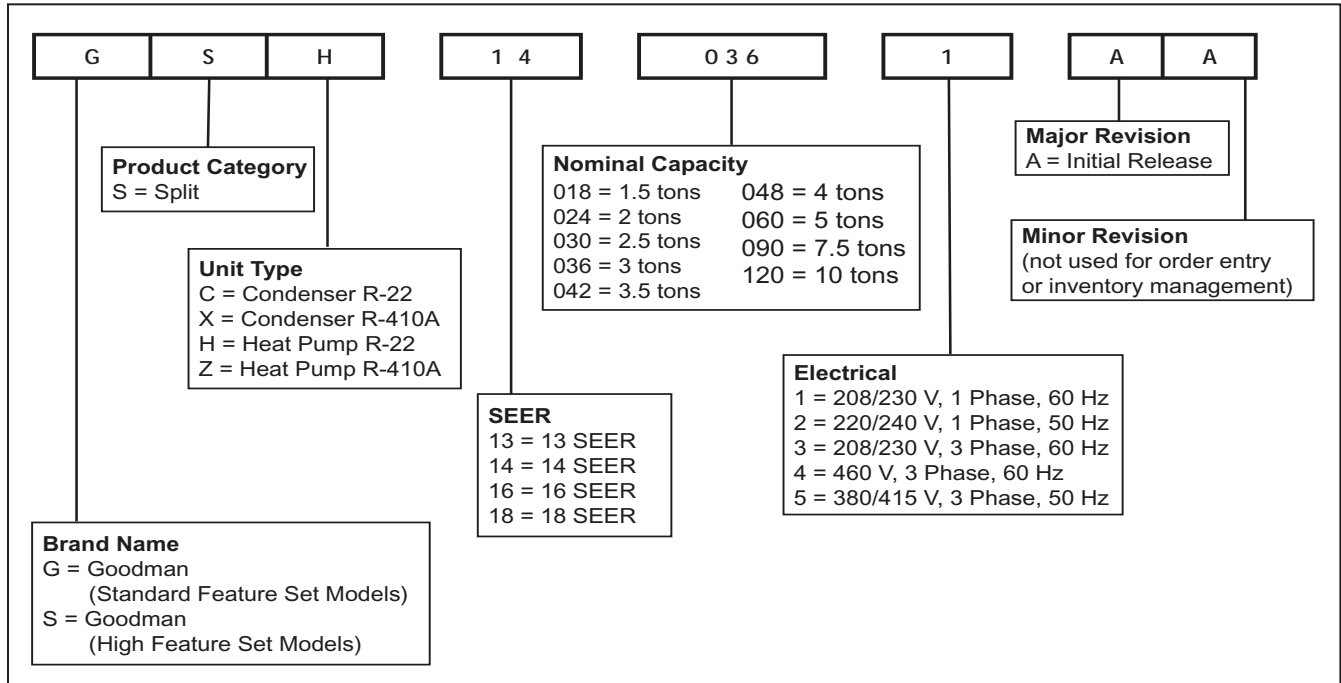 G S H 1 4 0 3 6 1 A A
Product Category
S = Split
Unit Type
C = Condenser R-22
X = Condenser R-410A
H = Heat Pump R-22
Z = Heat Pump R-410A
Brand Name
G = Goodman
(Standard Feature Set Models)
S = Goodman
(High Feature Set Models)
SEER
13 = 13 SEER
14 = 14 SEER
16 = 16 SEER
18 = 18 SEER
Nominal Capacity
018 = 1.5 tons
024 = 2 tons
030 = 2.5 tons
036 = 3 tons
042 = 3.5 tons
048 = 4 tons
060 = 5 tons
090 = 7.5 tons
120 = 10 tons
Electrical
1 = 208/230 V, 1 Phase, 60 Hz
2 = 220/240 V, 1 Phase, 50 Hz
3 = 208/230 V, 3 Phase, 60 Hz
4 = 460 V, 3 Phase, 60 Hz
5 = 380/415 V, 3 Phase, 50 Hz
Major Revision
A = Initial Release
Minor Revision
(not used for order entry
or inventory management)